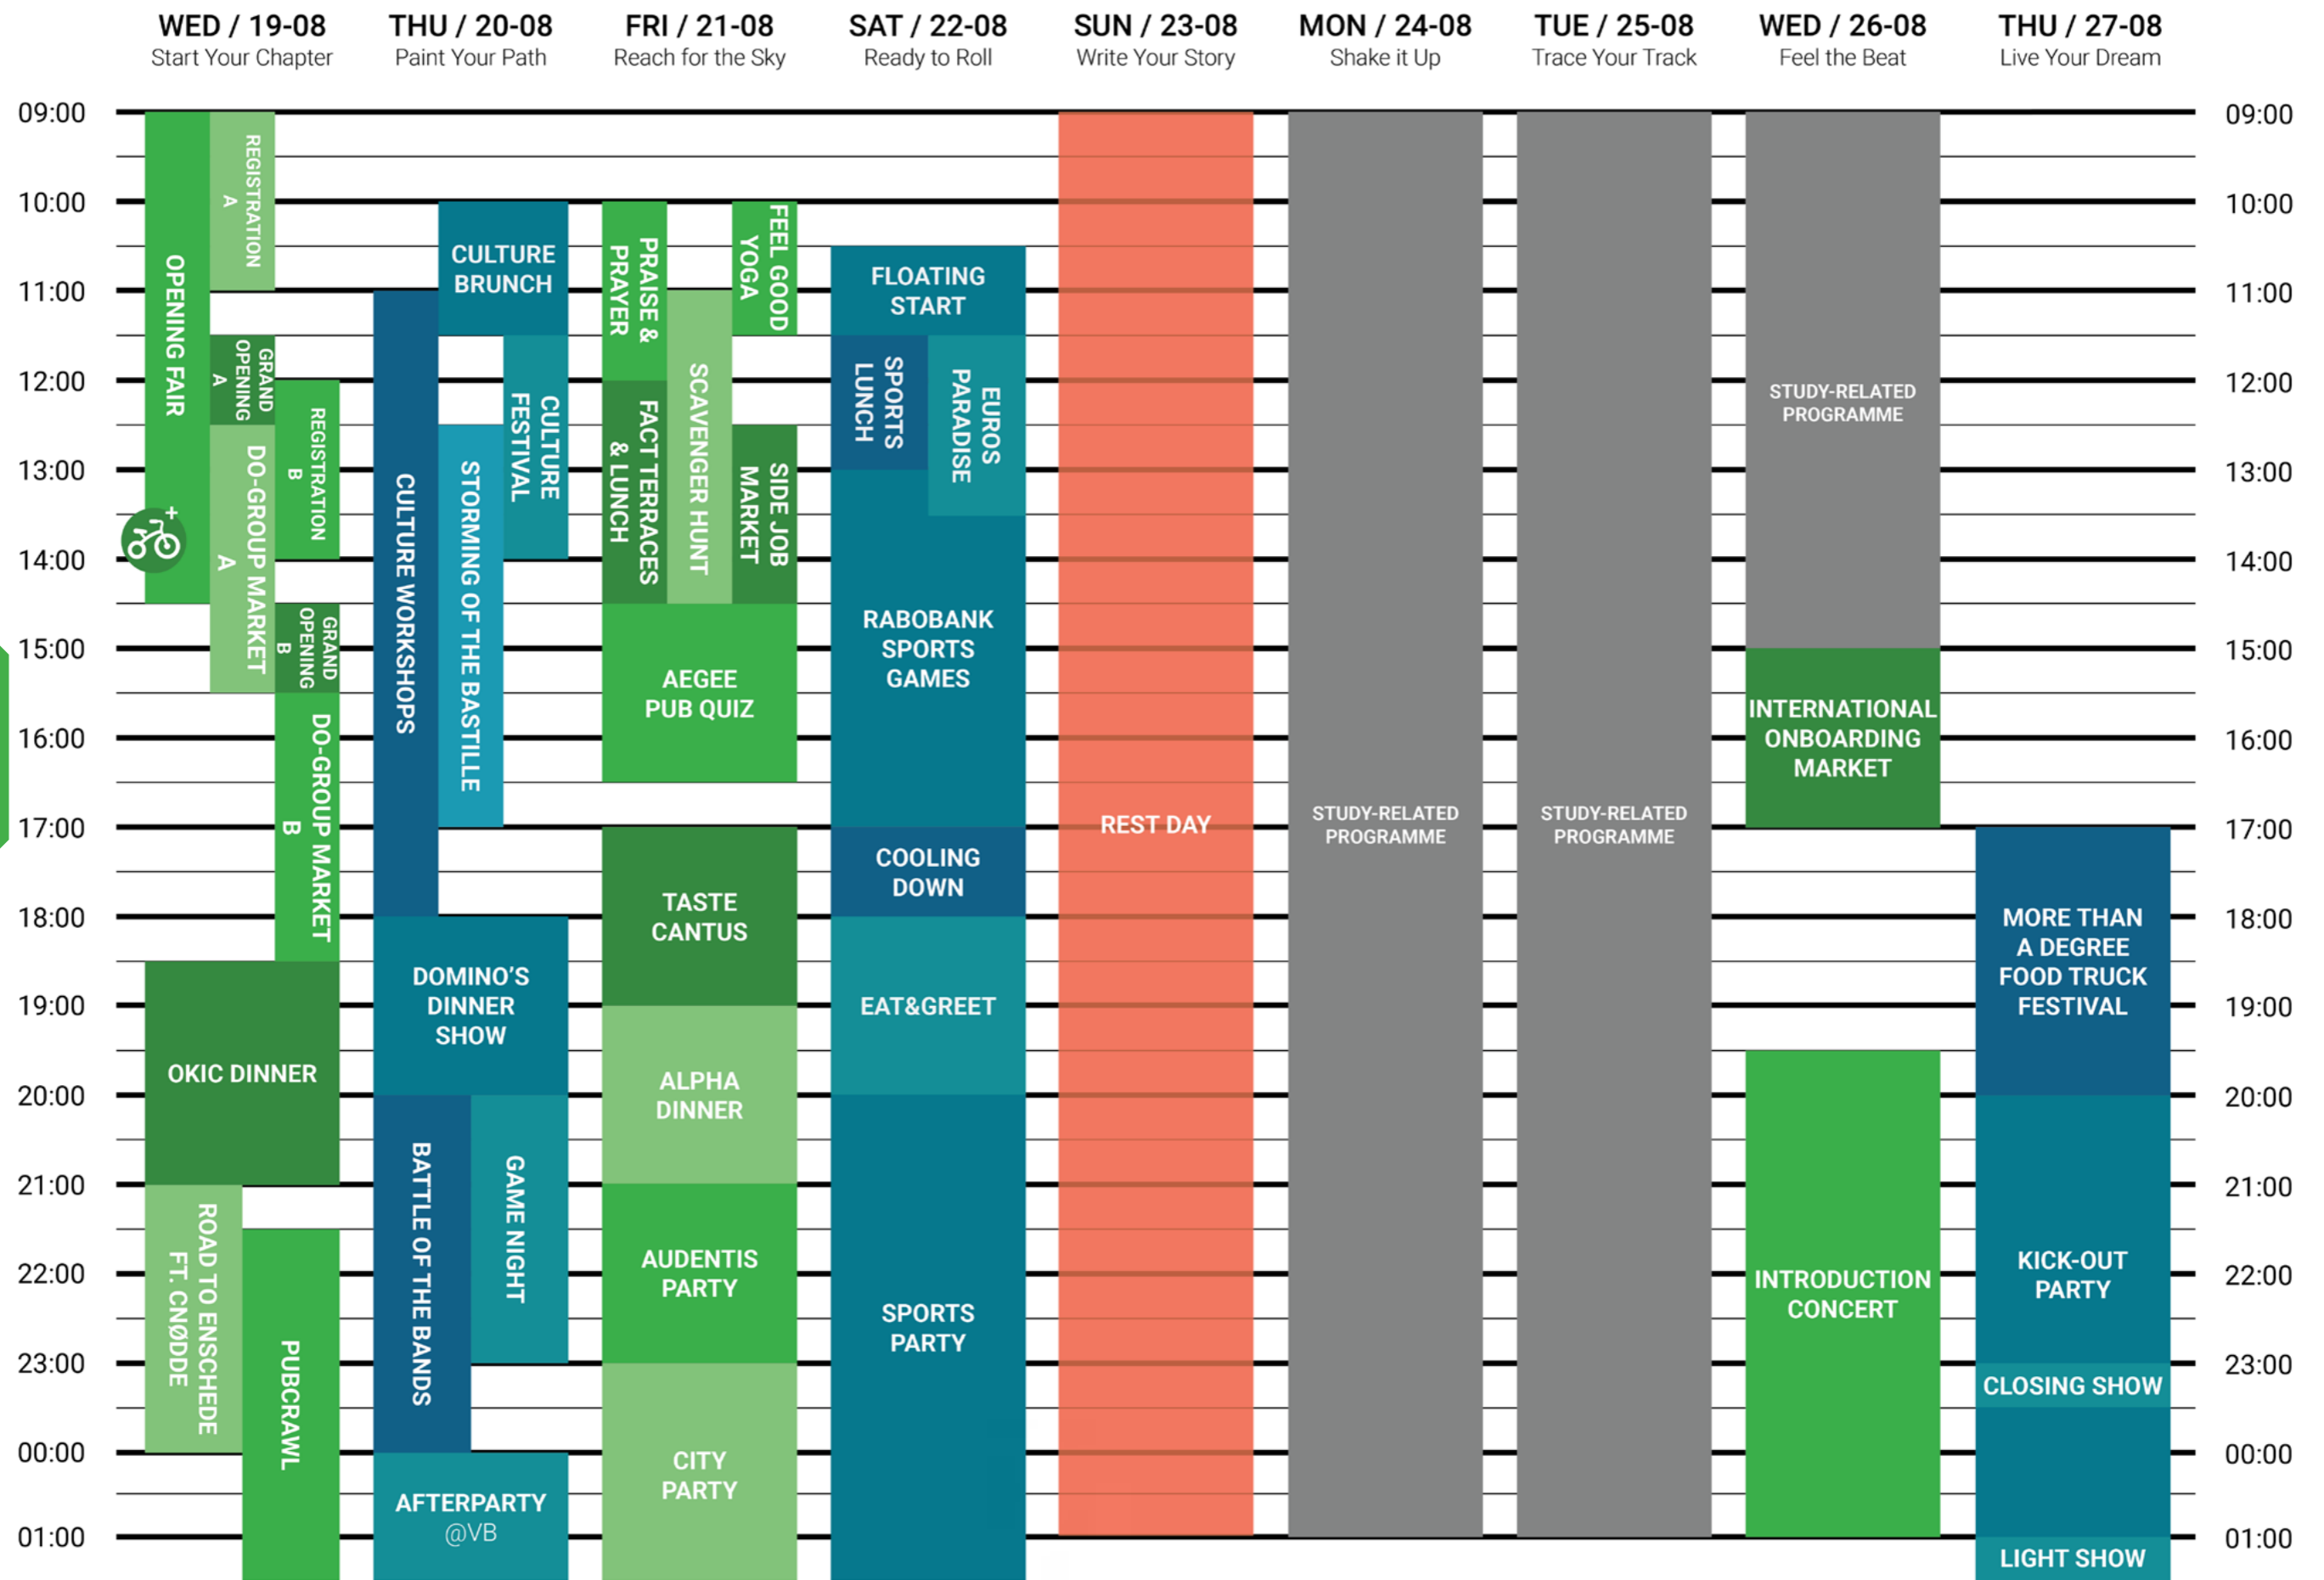 WED / 19-08
Start Your Chapter
THU / 20-08
Paint Your Path
FRI / 21-08
Reach for the Sky
SAT / 22-08
Ready to Roll
SUN / 23-08
Write Your Story
MON / 24-08
Shake it Up
TUE / 25-08
Trace Your Track
WED / 26-08
Feel the Beat
THU / 27-08
Live Your Dream
09:00
10:00
11:00
12:00
13:00
14:00
15:00
16:00
17:00
18:00
19:00
20:00
21:00
22:00
23:00
00:00
01:00
OPENING FAIR
+
REGISTRATION
A
GRAND
OPENING
A
REGISTRATION
B
DO-GROUP MARKET
A
GRAND
OPENING
B
DO-GROUP MARKET
B
OKIC DINNER
ROAD TO ENSCHEDE
FT. CNØDDE
PUBCRAWL
CULTURE
BRUNCH
CULTURE WORKSHOPS
CULTURE
FESTIVAL
STORMING OF THE BASTILLE
DOMINO'S
DINNER
SHOW
BATTLE OF THE BANDS
GAME NIGHT
AFTERPARTY
@VB
PRAISE &
PRAYER
FEEL GOOD
YOGA
SCAVENGER HUNT
FACT TERRACES
& LUNCH
SIDE JOB
MARKET
AEGEE
PUB QUIZ
TASTE
CANTUS
ALPHA
DINNER
AUDENTIS
PARTY
CITY
PARTY
FLOATING
START
SPORTS
LUNCH
EUROS
PARADISE
RABOBANK
SPORTS
GAMES
COOLING
DOWN
EAT&GREET
SPORTS
PARTY
REST DAY
STUDY-RELATED
PROGRAMME
STUDY-RELATED
PROGRAMME
STUDY-RELATED
PROGRAMME
INTERNATIONAL
ONBOARDING
MARKET
INTRODUCTION
CONCERT
MORE THAN
A DEGREE
FOOD TRUCK
FESTIVAL
KICK-OUT
PARTY
CLOSING SHOW
LIGHT SHOW
09:00
10:00
11:00
12:00
13:00
14:00
15:00
16:00
17:00
18:00
19:00
20:00
21:00
22:00
23:00
00:00
01:00